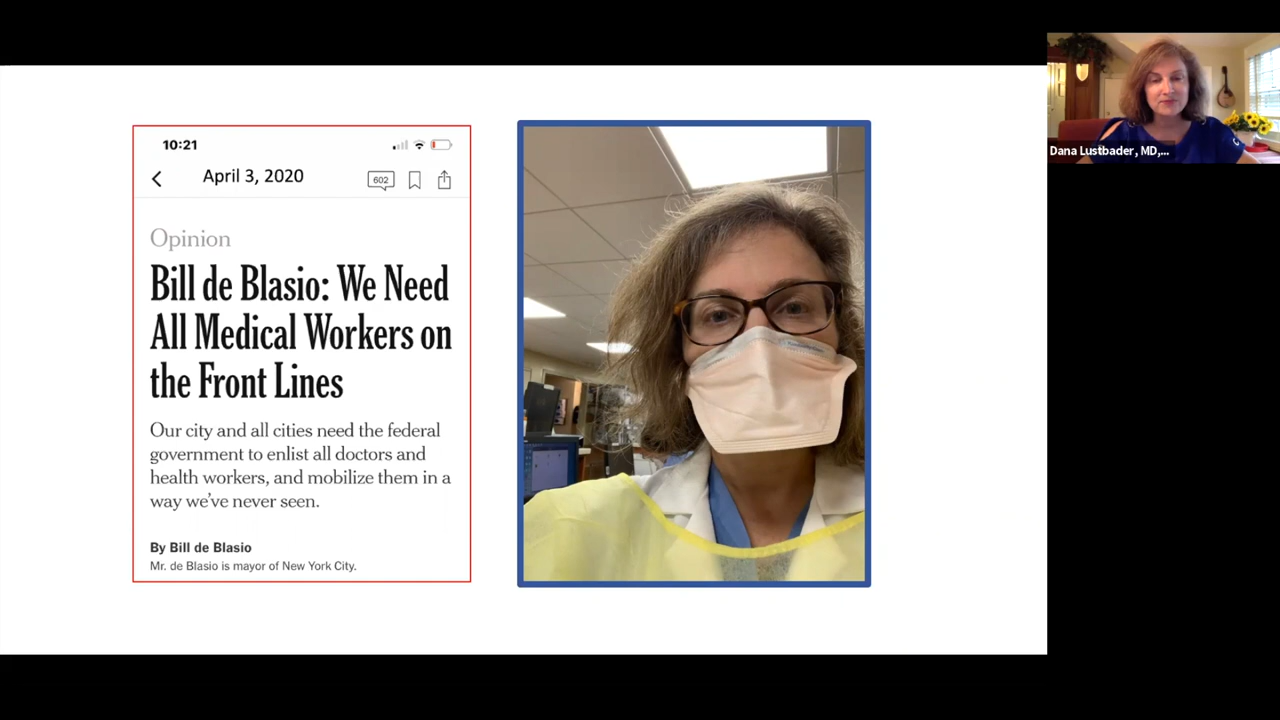 10:21
April 3, 2020
602
Opinion
Bill de Blasio: We Need
All Medical Workers on
the Front Lines
Our city and all cities need the federal
government to enlist all doctors and
health workers, and mobilize them in a
way we've never seen.
By Bill de Blasio
Mr. de Blasio is mayor of New York City.
Dana Lustbader, MD,...